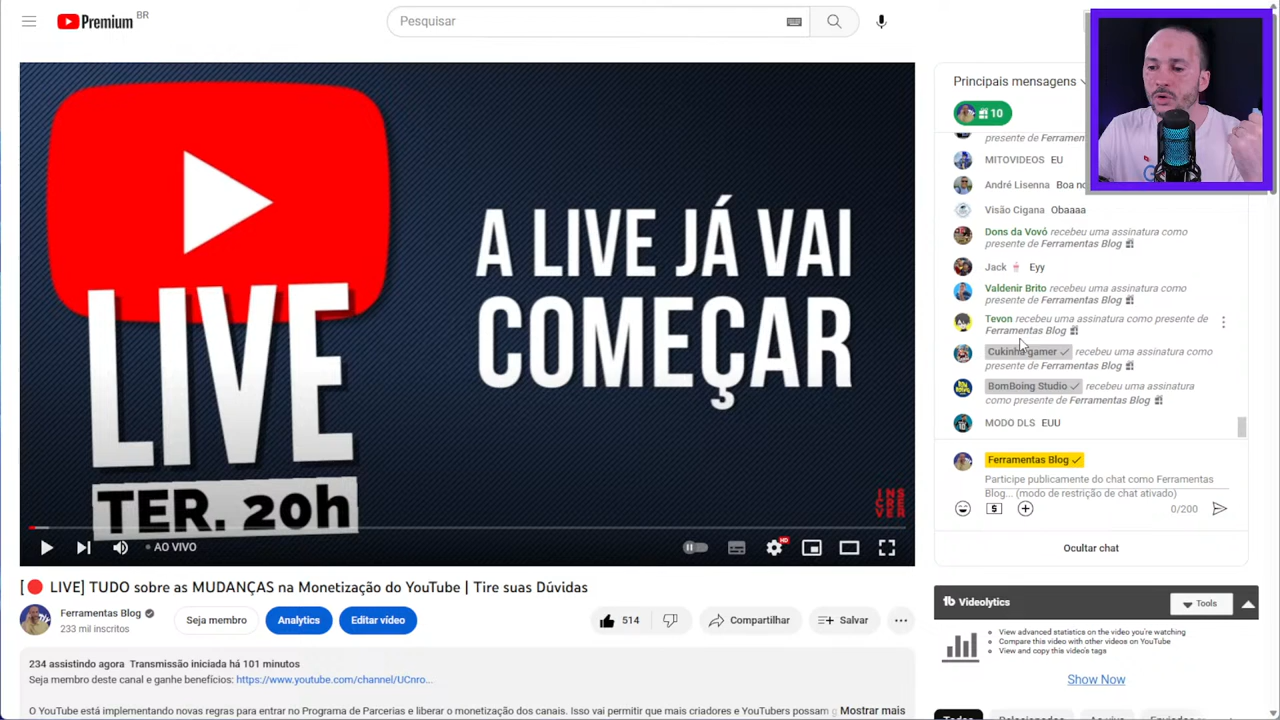 Premium BR
Pesquisar
A LIVE JÁ VAI
COMEÇAR
LIVE
TER. 20h
INS
CREV
ER
AO VIVO
HD
[🔴 LIVE] TUDO sobre as MUDANÇAS na Monetização do YouTube | Tire suas Dúvidas
Ferramentas Blog
233 mil inscritos
Seja membro
Analytics
Editar vídeo
514
Compartilhar
Salvar
234 assistindo agora Transmissão iniciada há 101 minutos
Seja membro deste canal e ganhe benefícios: https://www.youtube.com/channel/UCnro...
O YouTube está implementando novas regras para entrar no Programa de Parcerias e liberar a monetização dos canais. Isso vai permitir que mais criadores e YouTubers possam g Mostrar mais
Principais mensagens
10
presente de Ferramentas Blog
MITOVIDEOS EU
André Lisenna Boa no
Visão Cigana Obaaaa
Dons da Vovó recebeu uma assinatura como
presente de Ferramentas Blog
Jack Eyy
Valdenir Brito recebeu uma assinatura como
presente de Ferramentas Blog
Tevon recebeu uma assinatura como presente de
Ferramentas Blog
Cukinho gamer recebeu uma assinatura como
presente de Ferramentas Blog
BomBoing Studio recebeu uma assinatura
como presente de Ferramentas Blog
MODO DLS EUU
Ferramentas Blog
Participe publicamente do chat como Ferramentas
Blog... (modo de restrição de chat ativado)
0/200
Ocultar chat
Videolytics
Tools
View advanced statistics on the video you're watching
Compare this video with other videos on YouTube
View and copy this video's tags
Show Now